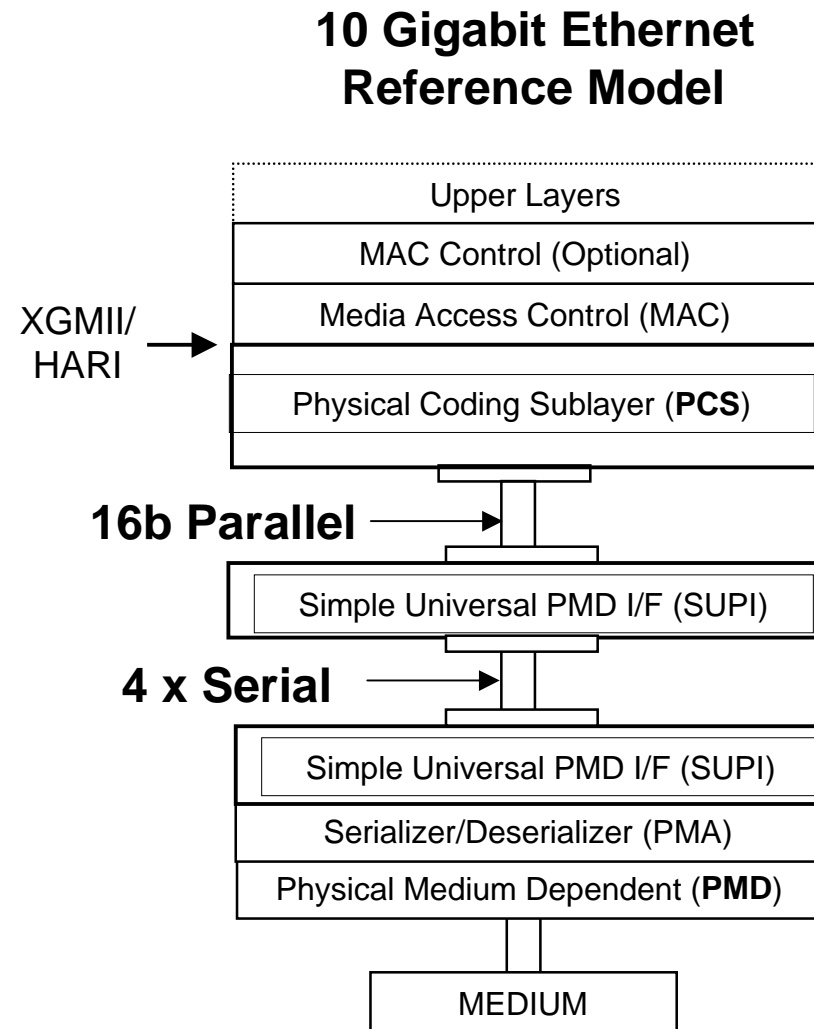 10 Gigabit Ethernet
Reference Model
Upper Layers
MAC Control (Optional)
Media Access Control (MAC)
XGMII/
HARI
Physical Coding Sublayer (PCS)
16b Parallel
Simple Universal PMD I/F (SUPI)
4 x Serial
Simple Universal PMD I/F (SUPI)
Serializer/Deserializer (PMA)
Physical Medium Dependent (PMD)
MEDIUM